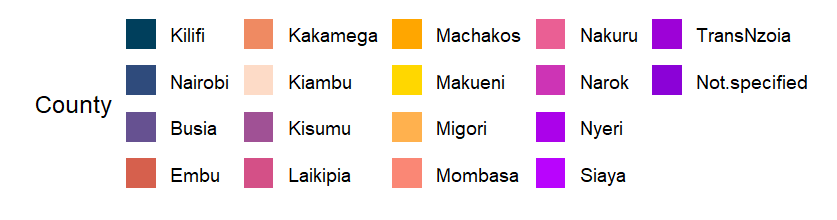 Kilifi Kakamega Machakos Nakuru TransNzoia
Nairobi Kiambu Makueni Narok Not.specified
County
Busia Kisumu Migori Nyeri
Embu Laikipia Mombasa Siaya